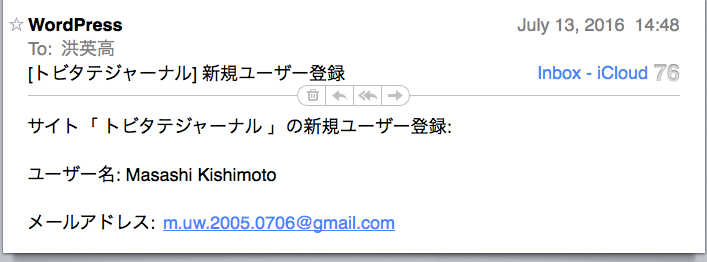 WordPress
July 13, 2016 14:48
To: 洪英高
[トビタテジャーナル] 新規ユーザー登録
Inbox - iCloud 76
サイト「 トビタテジャーナル 」の新規ユーザー登録:
ユーザー名: Masashi Kishimoto
メールアドレス: m.uw.2005.0706@gmail.com